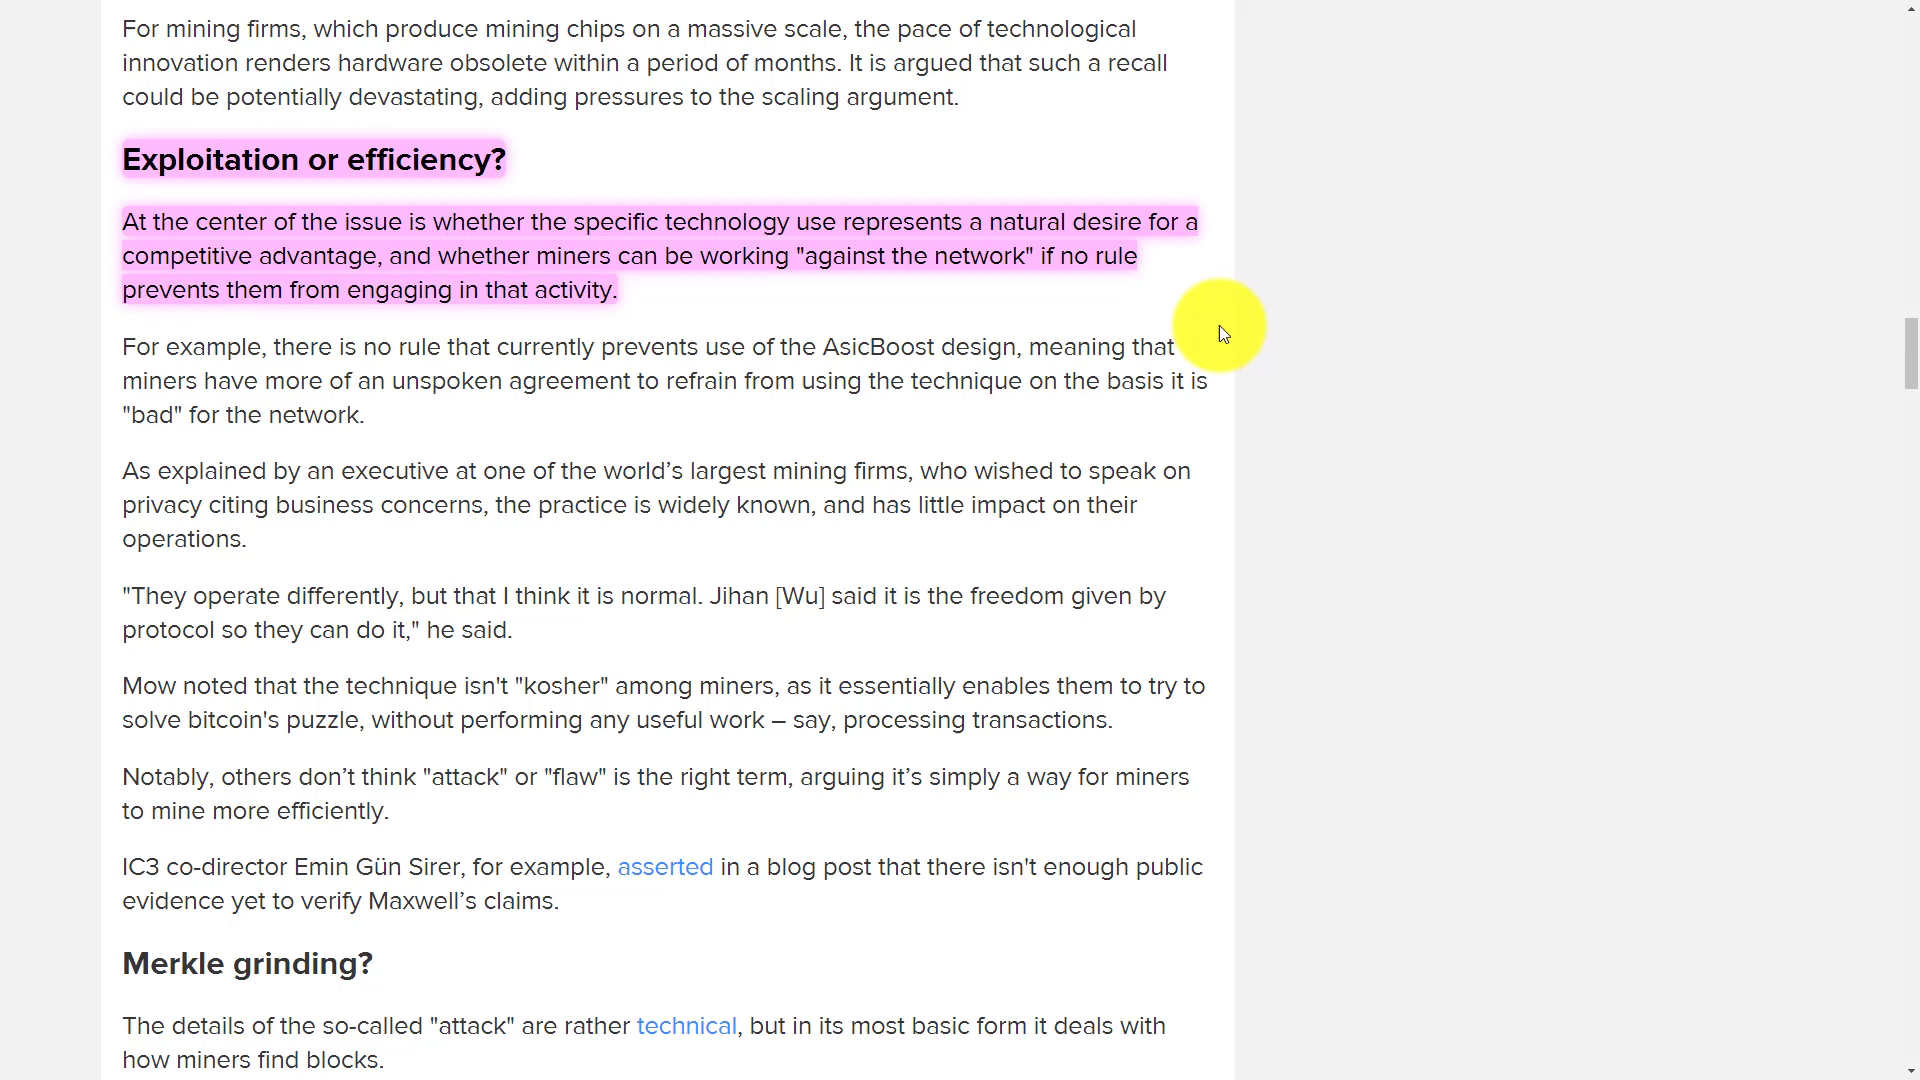 For mining firms, which produce mining chips on a massive scale, the pace of technological
innovation renders hardware obsolete within a period of months. It is argued that such a recall
could be potentially devastating, adding pressures to the scaling argument.
Exploitation or efficiency?
At the center of the issue is whether the specific technology use represents a natural desire for a
competitive advantage, and whether miners can be working "against the network" if no rule
prevents them from engaging in that activity.
For example, there is no rule that currently prevents use of the AsicBoost design, meaning that
miners have more of an unspoken agreement to refrain from using the technique on the basis it is
"bad" for the network.
As explained by an executive at one of the world’s largest mining firms, who wished to speak on
privacy citing business concerns, the practice is widely known, and has little impact on their
operations.
"They operate differently, but that I think it is normal. Jihan [Wu] said it is the freedom given by
protocol so they can do it," he said.
Mow noted that the technique isn't "kosher" among miners, as it essentially enables them to try to
solve bitcoin's puzzle, without performing any useful work – say, processing transactions.
Notably, others don’t think "attack" or "flaw" is the right term, arguing it’s simply a way for miners
to mine more efficiently.
IC3 co-director Emin Gün Sirer, for example, asserted in a blog post that there isn't enough public
evidence yet to verify Maxwell’s claims.
Merkle grinding?
The details of the so-called "attack" are rather technical, but in its most basic form it deals with
how miners find blocks.